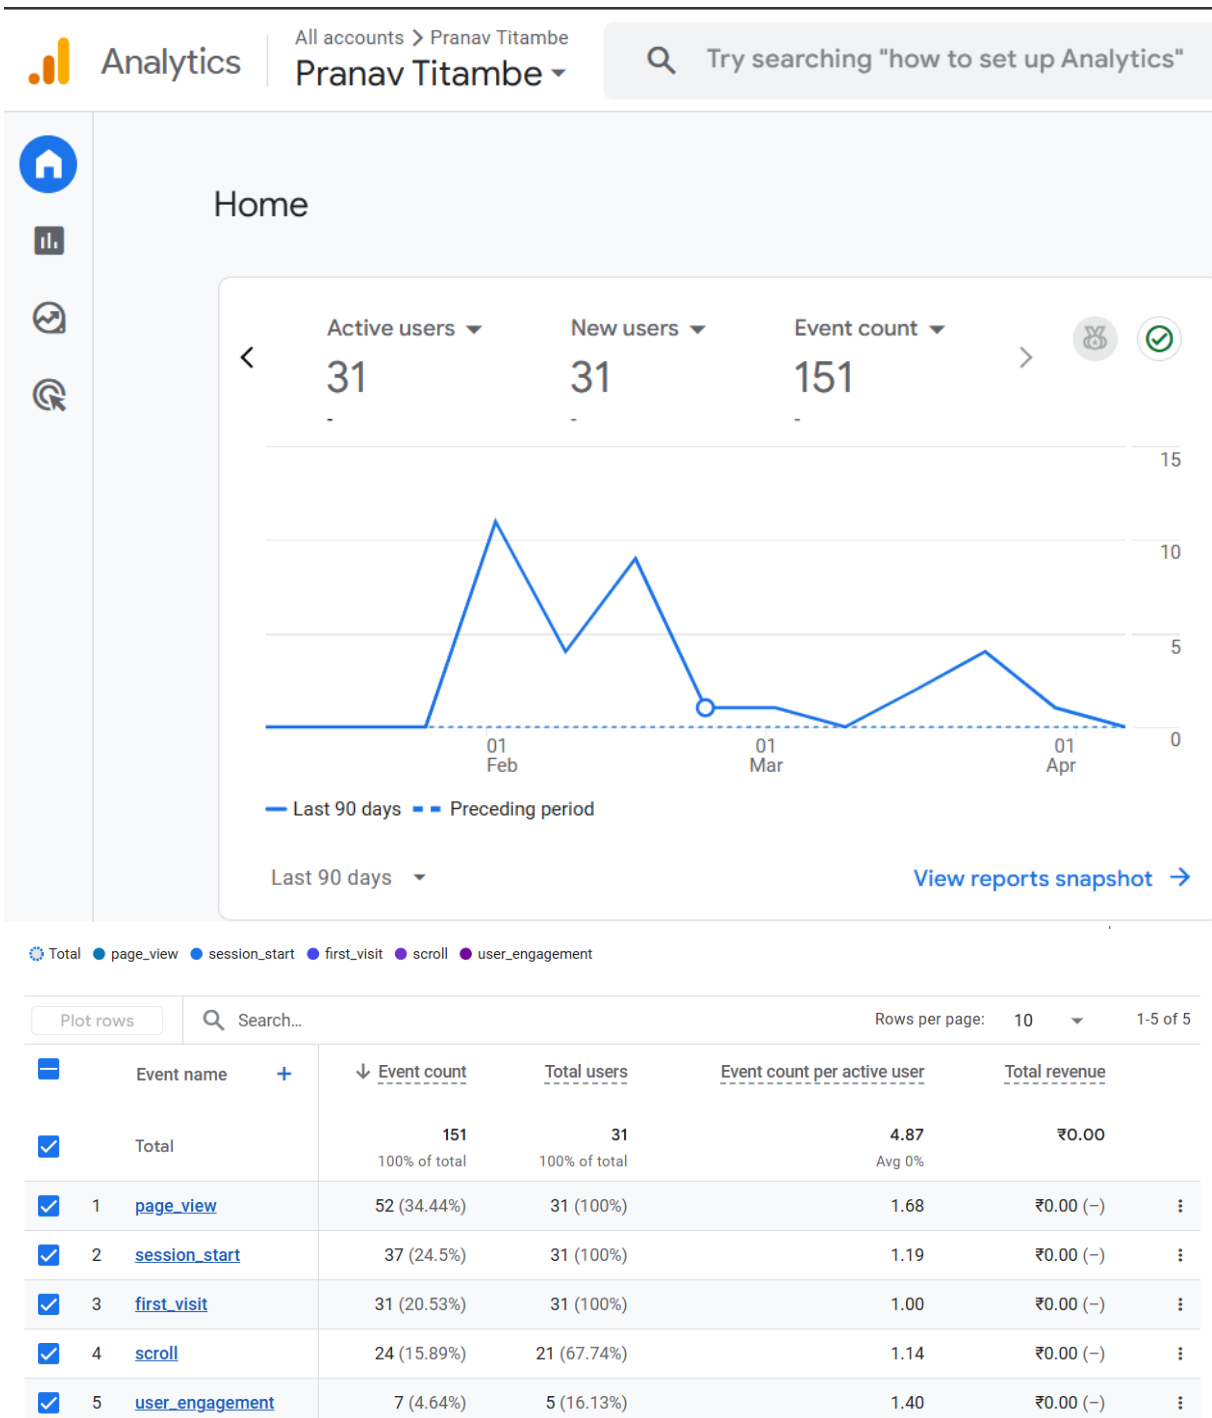 Analytics
All accounts > Pranav Titambe
Pranav Titambe
Try searching "how to set up Analytics"
Home
Active users
31
-
New users
31
-
Event count
151
-
15
10
5
0
01
Feb
01
Mar
01
Apr
Last 90 days
Preceding period
Last 90 days
View reports snapshot
Total page_view session_start first_visit scroll user_engagement
Plot rows
Search...
Rows per page: 10
1-5 of 5
Event name + Event count Total users Event count per active user Total revenue
Total 151 31 4.87 ₹0.00
100% of total 100% of total Avg 0%
1 page_view 52 (34.44%) 31 (100%) 1.68 ₹0.00 (–)
2 session_start 37 (24.5%) 31 (100%) 1.19 ₹0.00 (–)
3 first_visit 31 (20.53%) 31 (100%) 1.00 ₹0.00 (–)
4 scroll 24 (15.89%) 21 (67.74%) 1.14 ₹0.00 (–)
5 user_engagement 7 (4.64%) 5 (16.13%) 1.40 ₹0.00 (–)